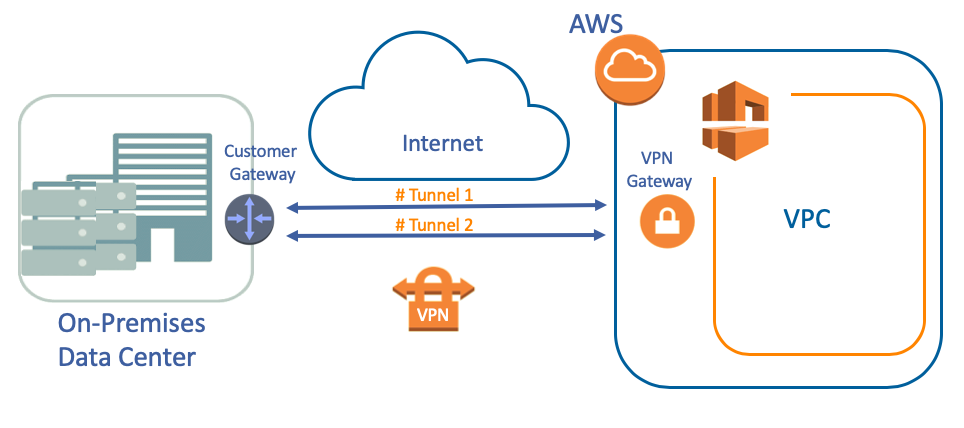 AWS
Internet
Customer
Gateway
VPN
Gateway
# Tunnel 1
# Tunnel 2
VPC
VPN
On-Premises
Data Center